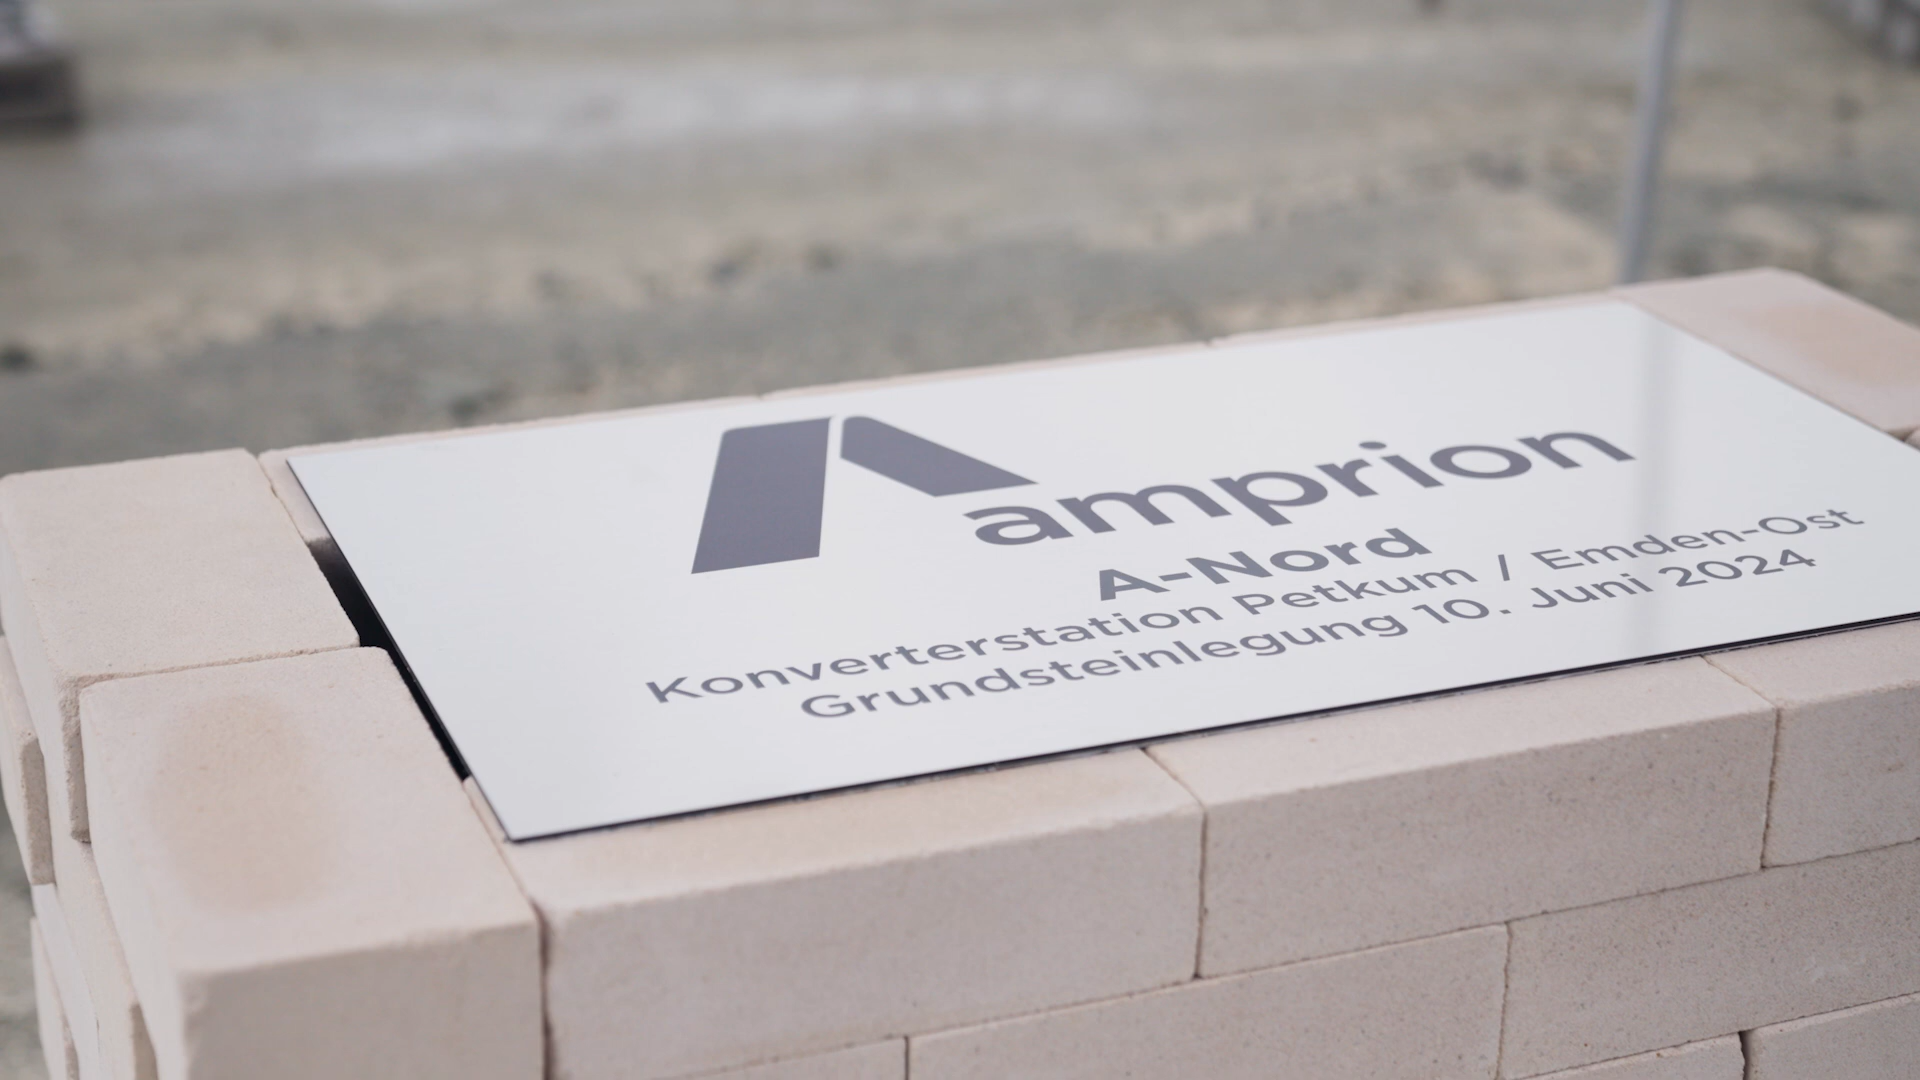 amprion
A-Nord
Konverterstation Petkum / Emden-Ost
Grundsteinlegung 10. Juni 2024